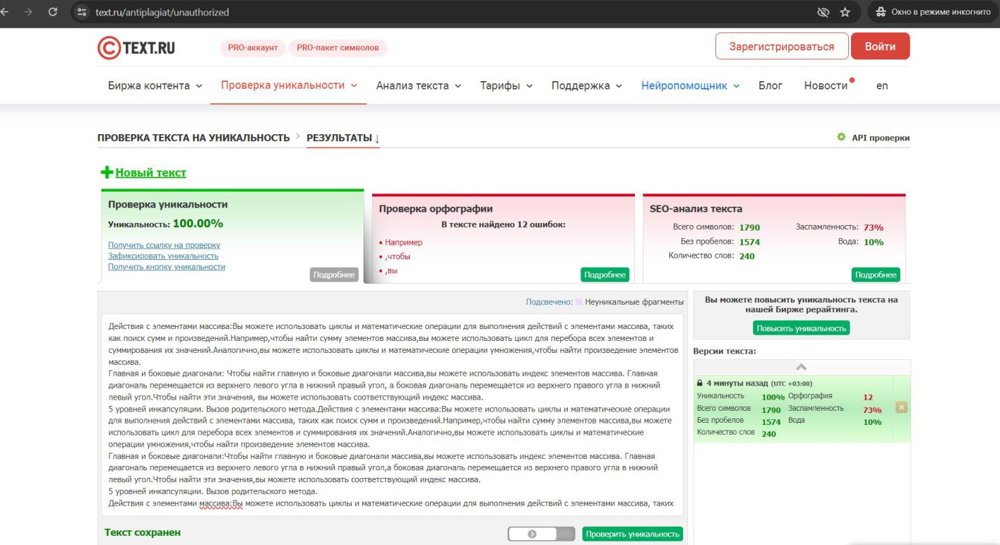 text.ru/antiplagiat/unauthorized
Окно в режиме инкогнито
© TEXT.RU
PRO-аккаунт
PRO-пакет символов
Зарегистрироваться
Войти
Биржа контента
Проверка уникальности
Анализ текста
Тарифы
Поддержка
Нейропомощник
Блог
Новости
en
ПРОВЕРКА ТЕКСТА НА УНИКАЛЬНОСТЬ
РЕЗУЛЬТАТЫ ↓
API проверки
Новый текст
Проверка уникальности
Уникальность: 100.00%
Получить ссылку на проверку
Зафиксировать уникальность
Получить кнопку уникальности
Подробнее
Проверка орфографии
В тексте найдено 12 ошибок:
• Например
• ,чтобы
• ,вы
Подробнее
SEO-анализ текста
Всего символов: 1790 Заспамленность: 73%
Без пробелов: 1574 Вода: 10%
Количество слов: 240
Подробнее
Подсвечено: Неуникальные фрагменты
Действия с элементами массива:Вы можете использовать циклы и математические операции для выполнения действий с элементами массива, таких
как поиск сумм и произведений.Например,чтобы найти сумму элементов массива,вы можете использовать цикл для перебора всех элементов и
суммирования их значений.Аналогично,вы можете использовать циклы и математические операции умножения,чтобы найти произведение элементов
массива.
Главная и боковые диагонали: Чтобы найти главную и боковые диагонали массива,вы можете использовать индекс элементов массива. Главная
диагональ перемещается из верхнего левого угла в нижний правый угол, а боковая диагональ перемещается из верхнего правого угла в нижний
левый угол.Чтобы найти эти значения, вы можете использовать соответствующий индекс массива.
5 уровней инкапсуляции. Вызов родительского метода.Действия с элементами массива:Вы можете использовать циклы и математические операции
для выполнения действий с элементами массива, таких как поиск сумм и произведений.Например,чтобы найти сумму элементов массива,вы можете
использовать цикл для перебора всех элементов и суммирования их значений.Аналогично,вы можете использовать циклы и математические
операции умножения,чтобы найти произведение элементов массива.
Главная и боковые диагонали:Чтобы найти главную и боковые диагонали массива,вы можете использовать индекс элементов массива. Главная
диагональ перемещается из верхнего левого угла в нижний правый угол,а боковая диагональ перемещается из верхнего правого угла в нижний
левый угол.Чтобы найти эти значения,вы можете использовать соответствующий индекс массива.
5 уровней инкапсуляции. Вызов родительского метода.
Действия с элементами массива:Вы можете использовать циклы и математические операции для выполнения действий с элементами массива, таких
Текст сохранен
Проверить уникальность
Вы можете повысить уникальность текста на
нашей Бирже рерайтинга.
Повысить уникальность
Версии текста:
4 минуты назад (UTC +03:00)
Уникальность 100% Орфография 12
Всего символов 1790 Заспамленность 73%
Без пробелов 1574 Вода 10%
Количество слов 240